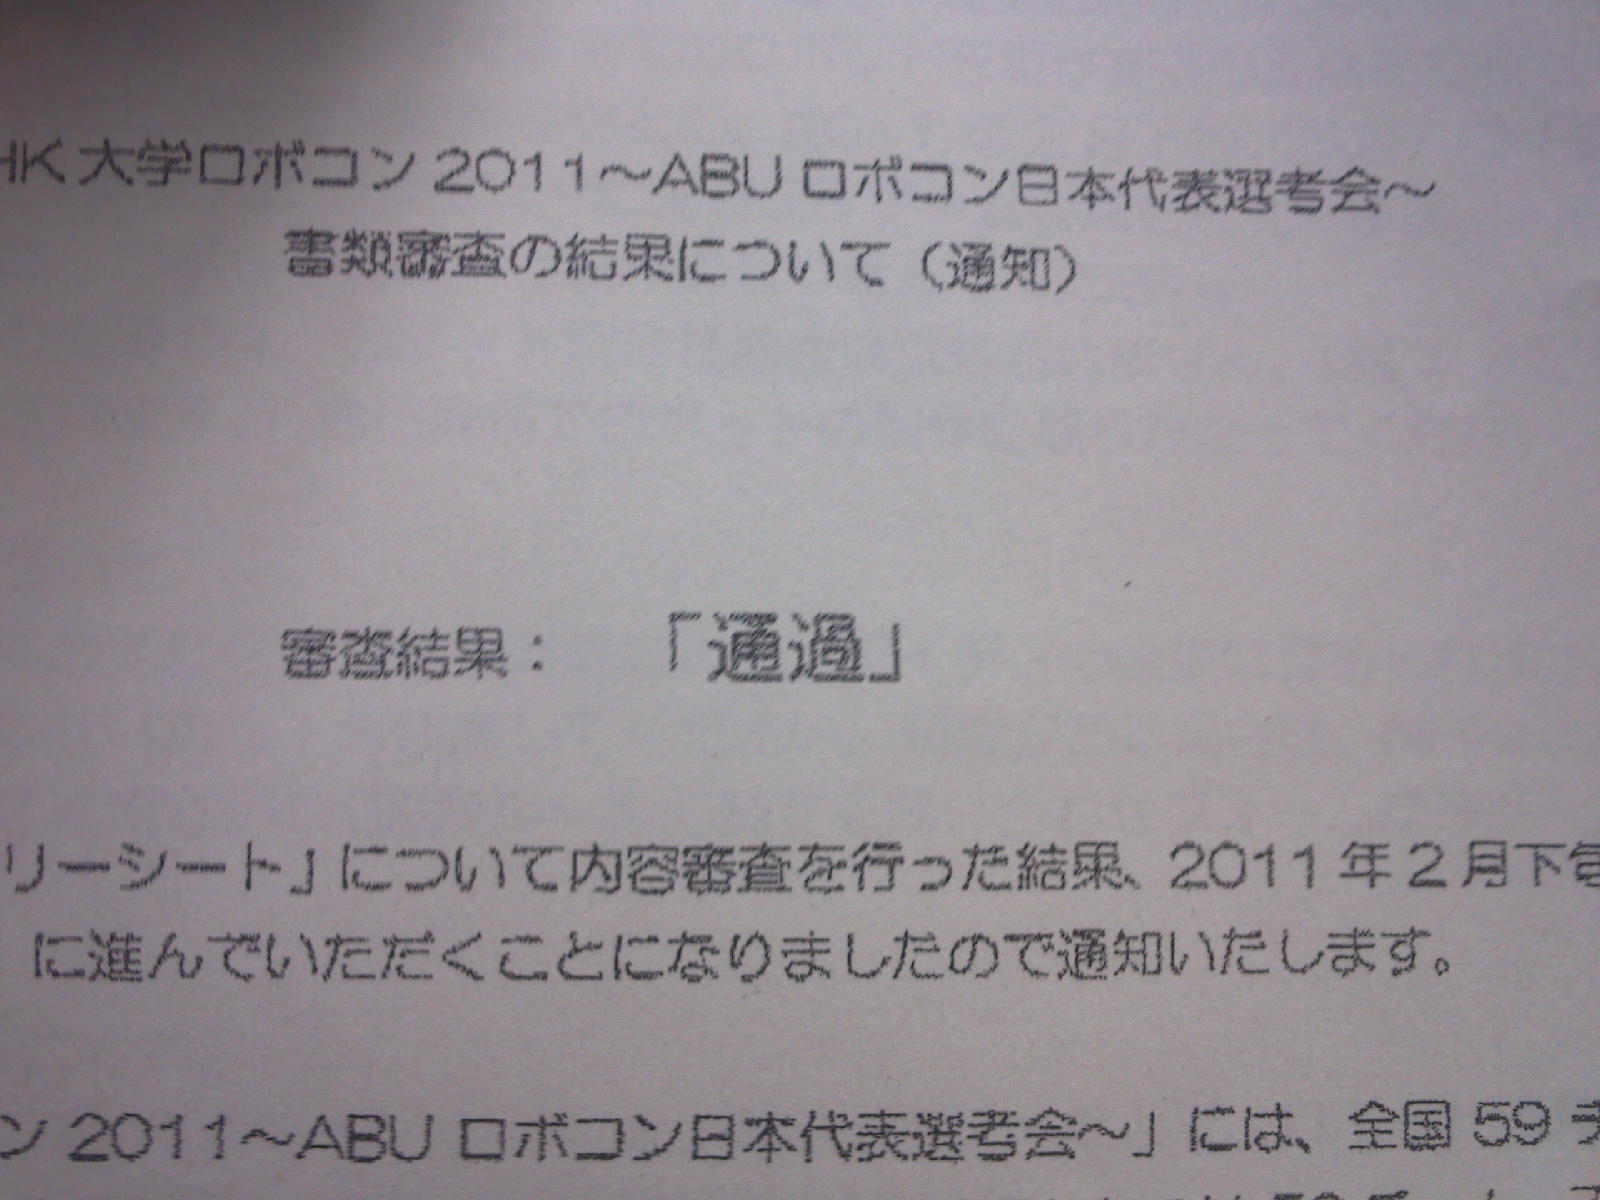 HK 大学ロボコン 2011～ABU ロボコン日本代表選考会～
書類審査の結果について（通知）
審査結果： 「通過」
リーシート」について内容審査を行った結果、2011 年 2 月下旬
に進んでいただくことになりましたので通知いたします。
ン 2011～ABU ロボコン日本代表選考会～」には、全国 59 チ